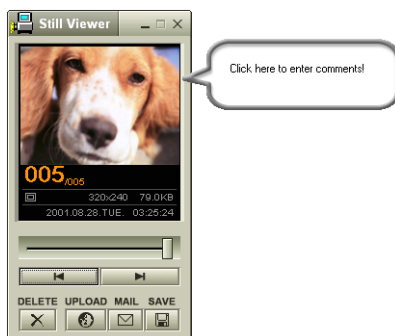 Still Viewer
Click here to enter comments!
005/005
320x240 79.0KB
2001.08.28.TUE. 03:25:24
DELETE UPLOAD MAIL SAVE